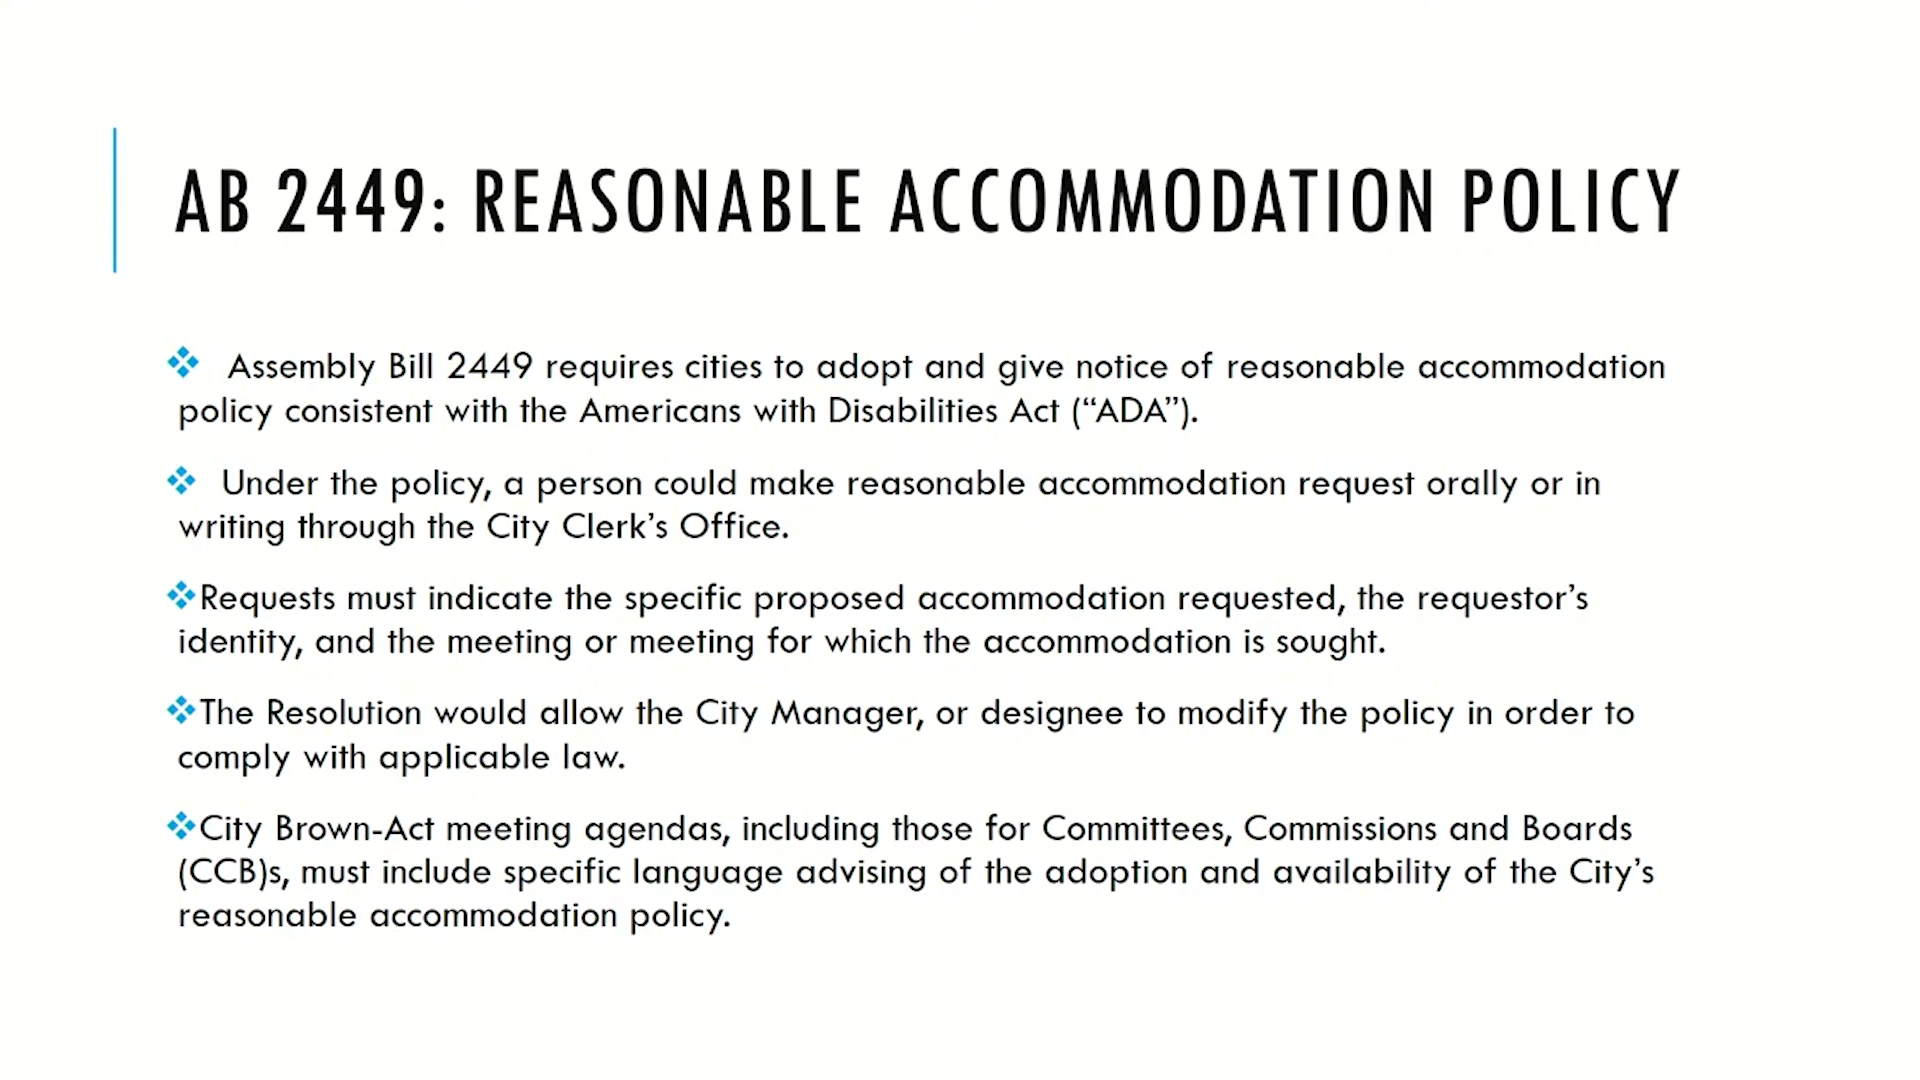 AB 2449: REASONABLE ACCOMMODATION POLICY
❖ Assembly Bill 2449 requires cities to adopt and give notice of reasonable accommodation
policy consistent with the Americans with Disabilities Act (“ADA”).
❖ Under the policy, a person could make reasonable accommodation request orally or in
writing through the City Clerk’s Office.
❖Requests must indicate the specific proposed accommodation requested, the requestor’s
identity, and the meeting or meeting for which the accommodation is sought.
❖The Resolution would allow the City Manager, or designee to modify the policy in order to
comply with applicable law.
❖City Brown-Act meeting agendas, including those for Committees, Commissions and Boards
(CCB)s, must include specific language advising of the adoption and availability of the City’s
reasonable accommodation policy.